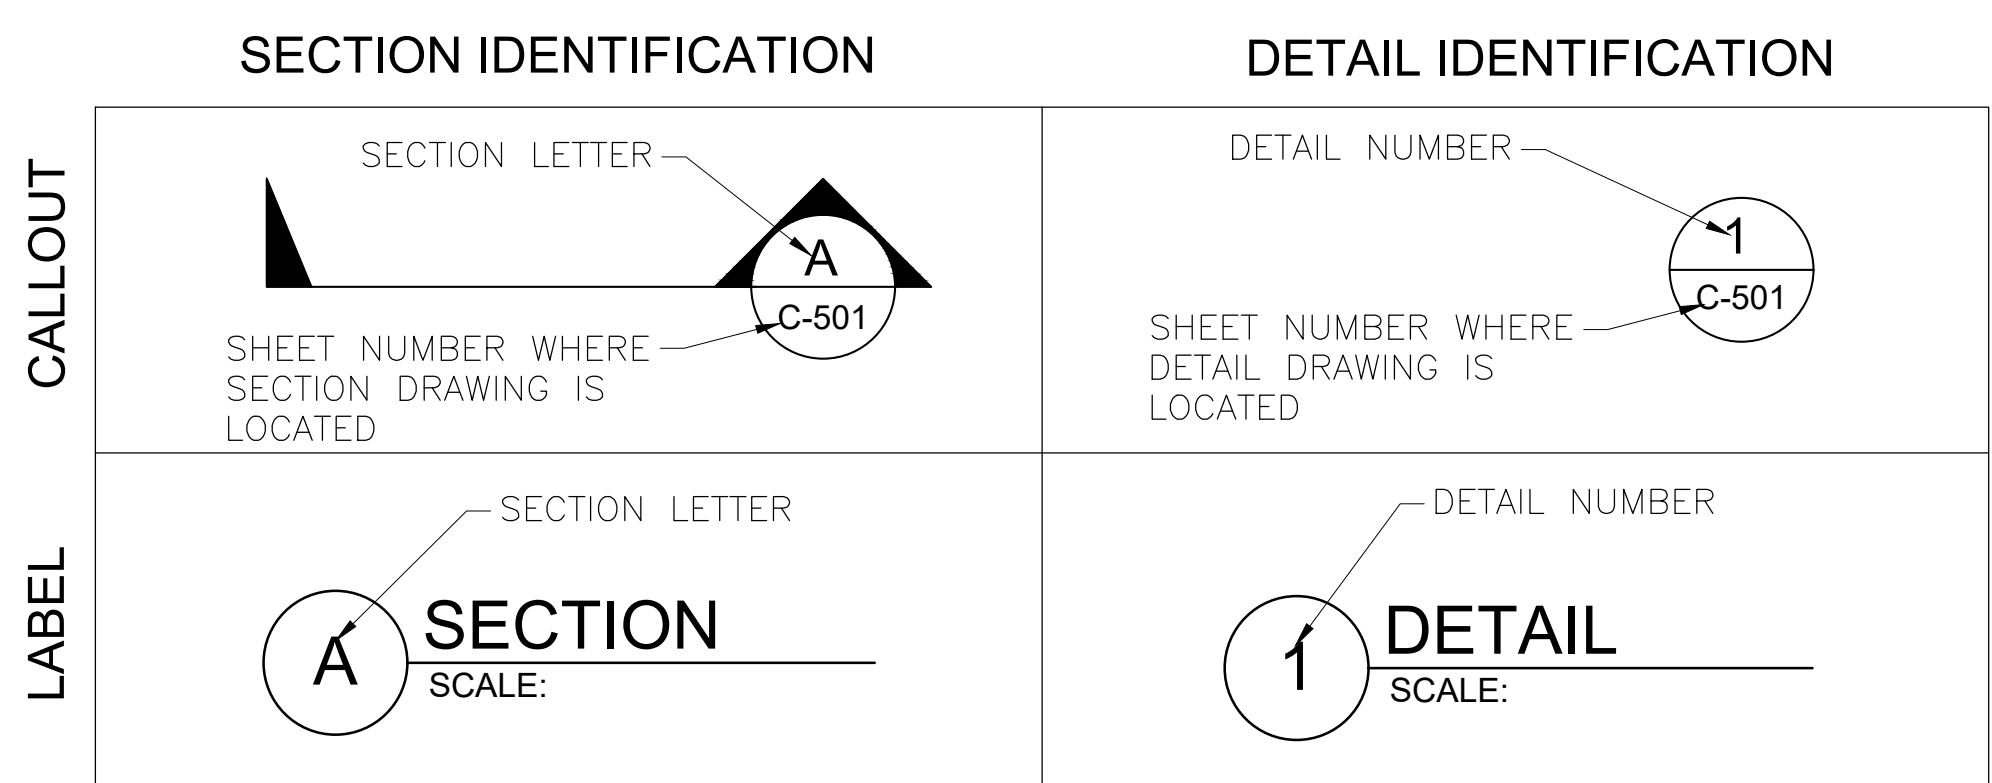 SECTION IDENTIFICATION
DETAIL IDENTIFICATION
CALLOUT
SECTION LETTER
A
C-501
SHEET NUMBER WHERE
SECTION DRAWING IS
LOCATED
DETAIL NUMBER
1
C-501
SHEET NUMBER WHERE
DETAIL DRAWING IS
LOCATED
LABEL
SECTION LETTER
A
SECTION
SCALE:
DETAIL NUMBER
1
DETAIL
SCALE: